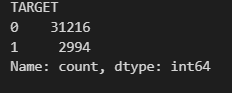 TARGET
0    31216
1     2994
Name: count, dtype: int64